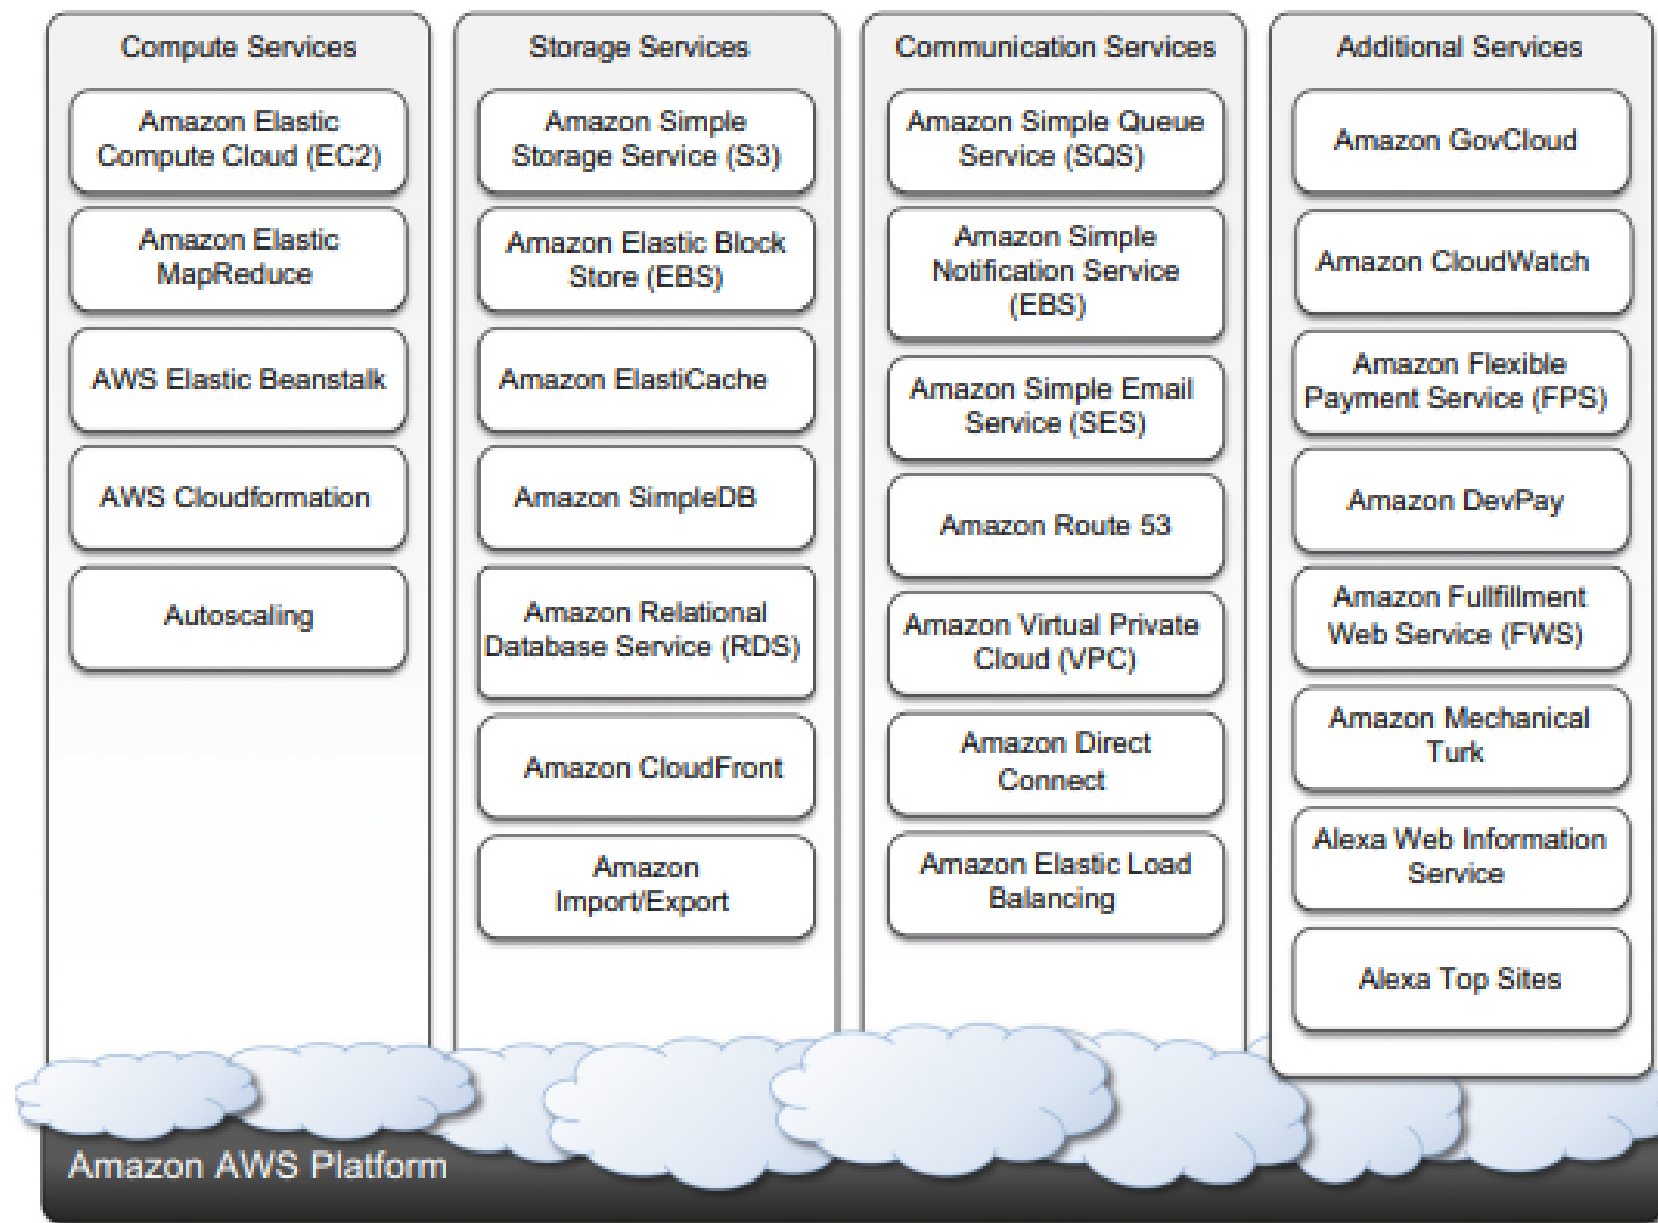 Compute Services
Amazon Elastic
Compute Cloud (EC2)
Amazon Elastic
MapReduce
AWS Elastic Beanstalk
AWS Cloudformation
Autoscaling
Storage Services
Amazon Simple
Storage Service (S3)
Amazon Elastic Block
Store (EBS)
Amazon ElastiCache
Amazon SimpleDB
Amazon Relational
Database Service (RDS)
Amazon CloudFront
Amazon
Import/Export
Communication Services
Amazon Simple Queue
Service (SQS)
Amazon Simple
Notification Service
(EBS)
Amazon Simple Email
Service (SES)
Amazon Route 53
Amazon Virtual Private
Cloud (VPC)
Amazon Direct
Connect
Amazon Elastic Load
Balancing
Additional Services
Amazon GovCloud
Amazon CloudWatch
Amazon Flexible
Payment Service (FPS)
Amazon DevPay
Amazon Fullfillment
Web Service (FWS)
Amazon Mechanical
Turk
Alexa Web Information
Service
Alexa Top Sites
Amazon AWS Platform